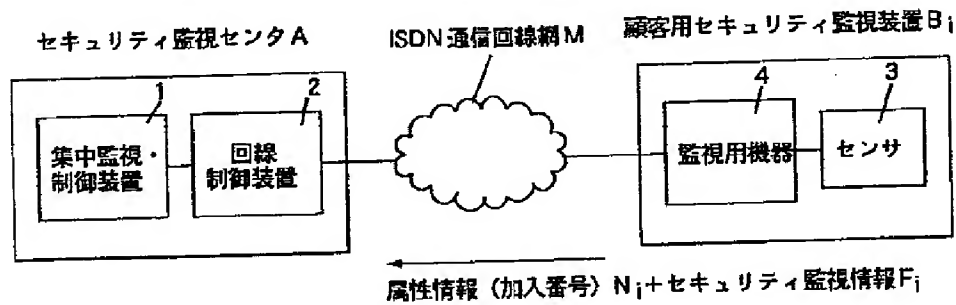 セキュリティ監視センタA
ISDN通信回線網M
顧客用セキュリティ監視装置Bi
1
2
4
3
集中監視・
制御装置
回線
制御装置
監視用機器
センサ
属性情報（加入番号）Ni+セキュリティ監視情報Fi